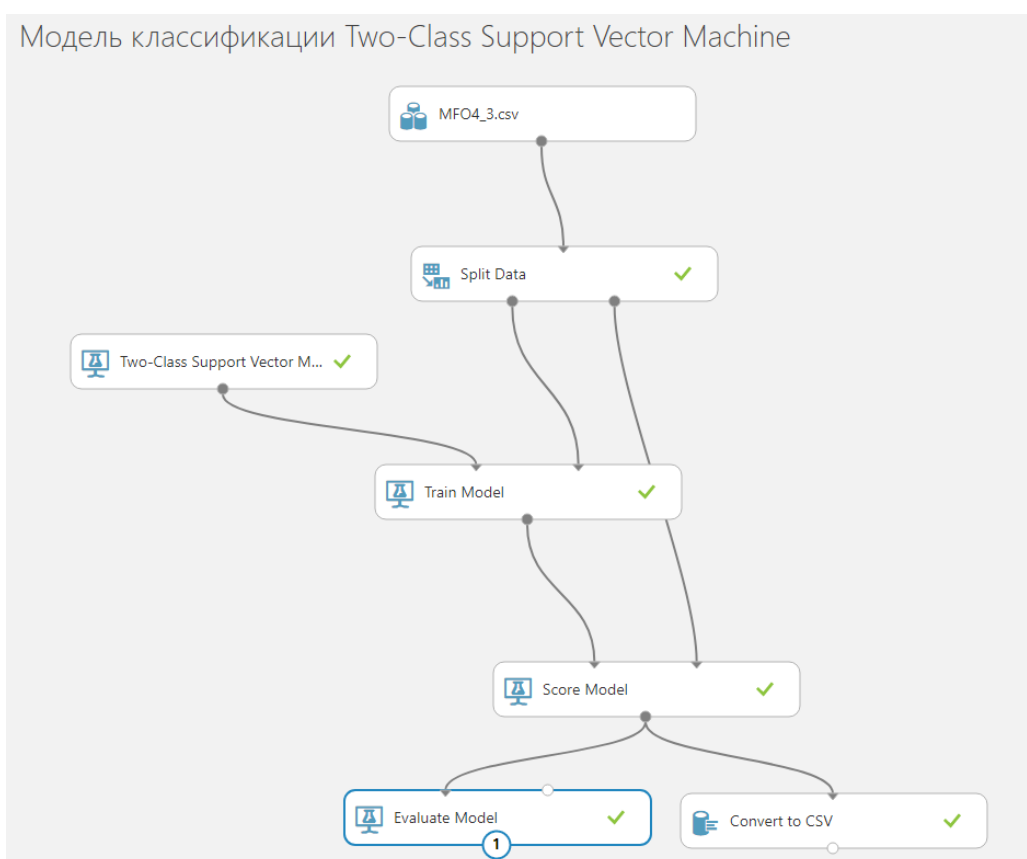 Модель классификации Two-Class Support Vector Machine
MFO4_3.csv
Split Data
Two-Class Support Vector M...
Train Model
Score Model
Evaluate Model
Convert to CSV
1